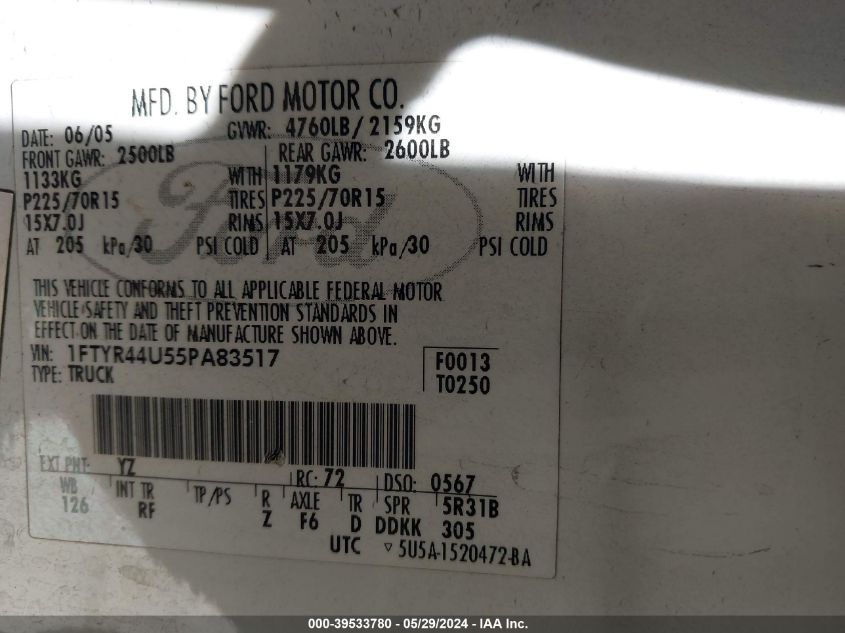 MFD. BY FORD MOTOR CO.
DATE: 06/05 GVWR: 4760LB/2159KG
FRONT GAWR: 2500LB REAR GAWR: 2600LB
1133KG WITH 1179KG WITH
P225/70R15 TIRES P225/70R15 TIRES
15X7.0J RIMS 15X7.0J RIMS
AT 205 kPa/30 PSI COLD AT 205 kPa/30 PSI COLD
Ford
THIS VEHICLE CONFORMS TO ALL APPLICABLE FEDERAL MOTOR
VEHICLE SAFETY AND THEFT PREVENTION STANDARDS IN
EFFECT ON THE DATE OF MANUFACTURE SHOWN ABOVE.
VIN: 1FTYR44U55PA83517 F0013
TYPE: TRUCK T0250
EXT PNT: YZ RC: 72 DSO: 0567
WB INT TR TP/PS R AXLE TR SPR 5R31B
126 RF Z F6 D DDKK 305
UTC ▽5U5A-1520472-BA
000-39533780 - 05/29/2024 - IAA Inc.